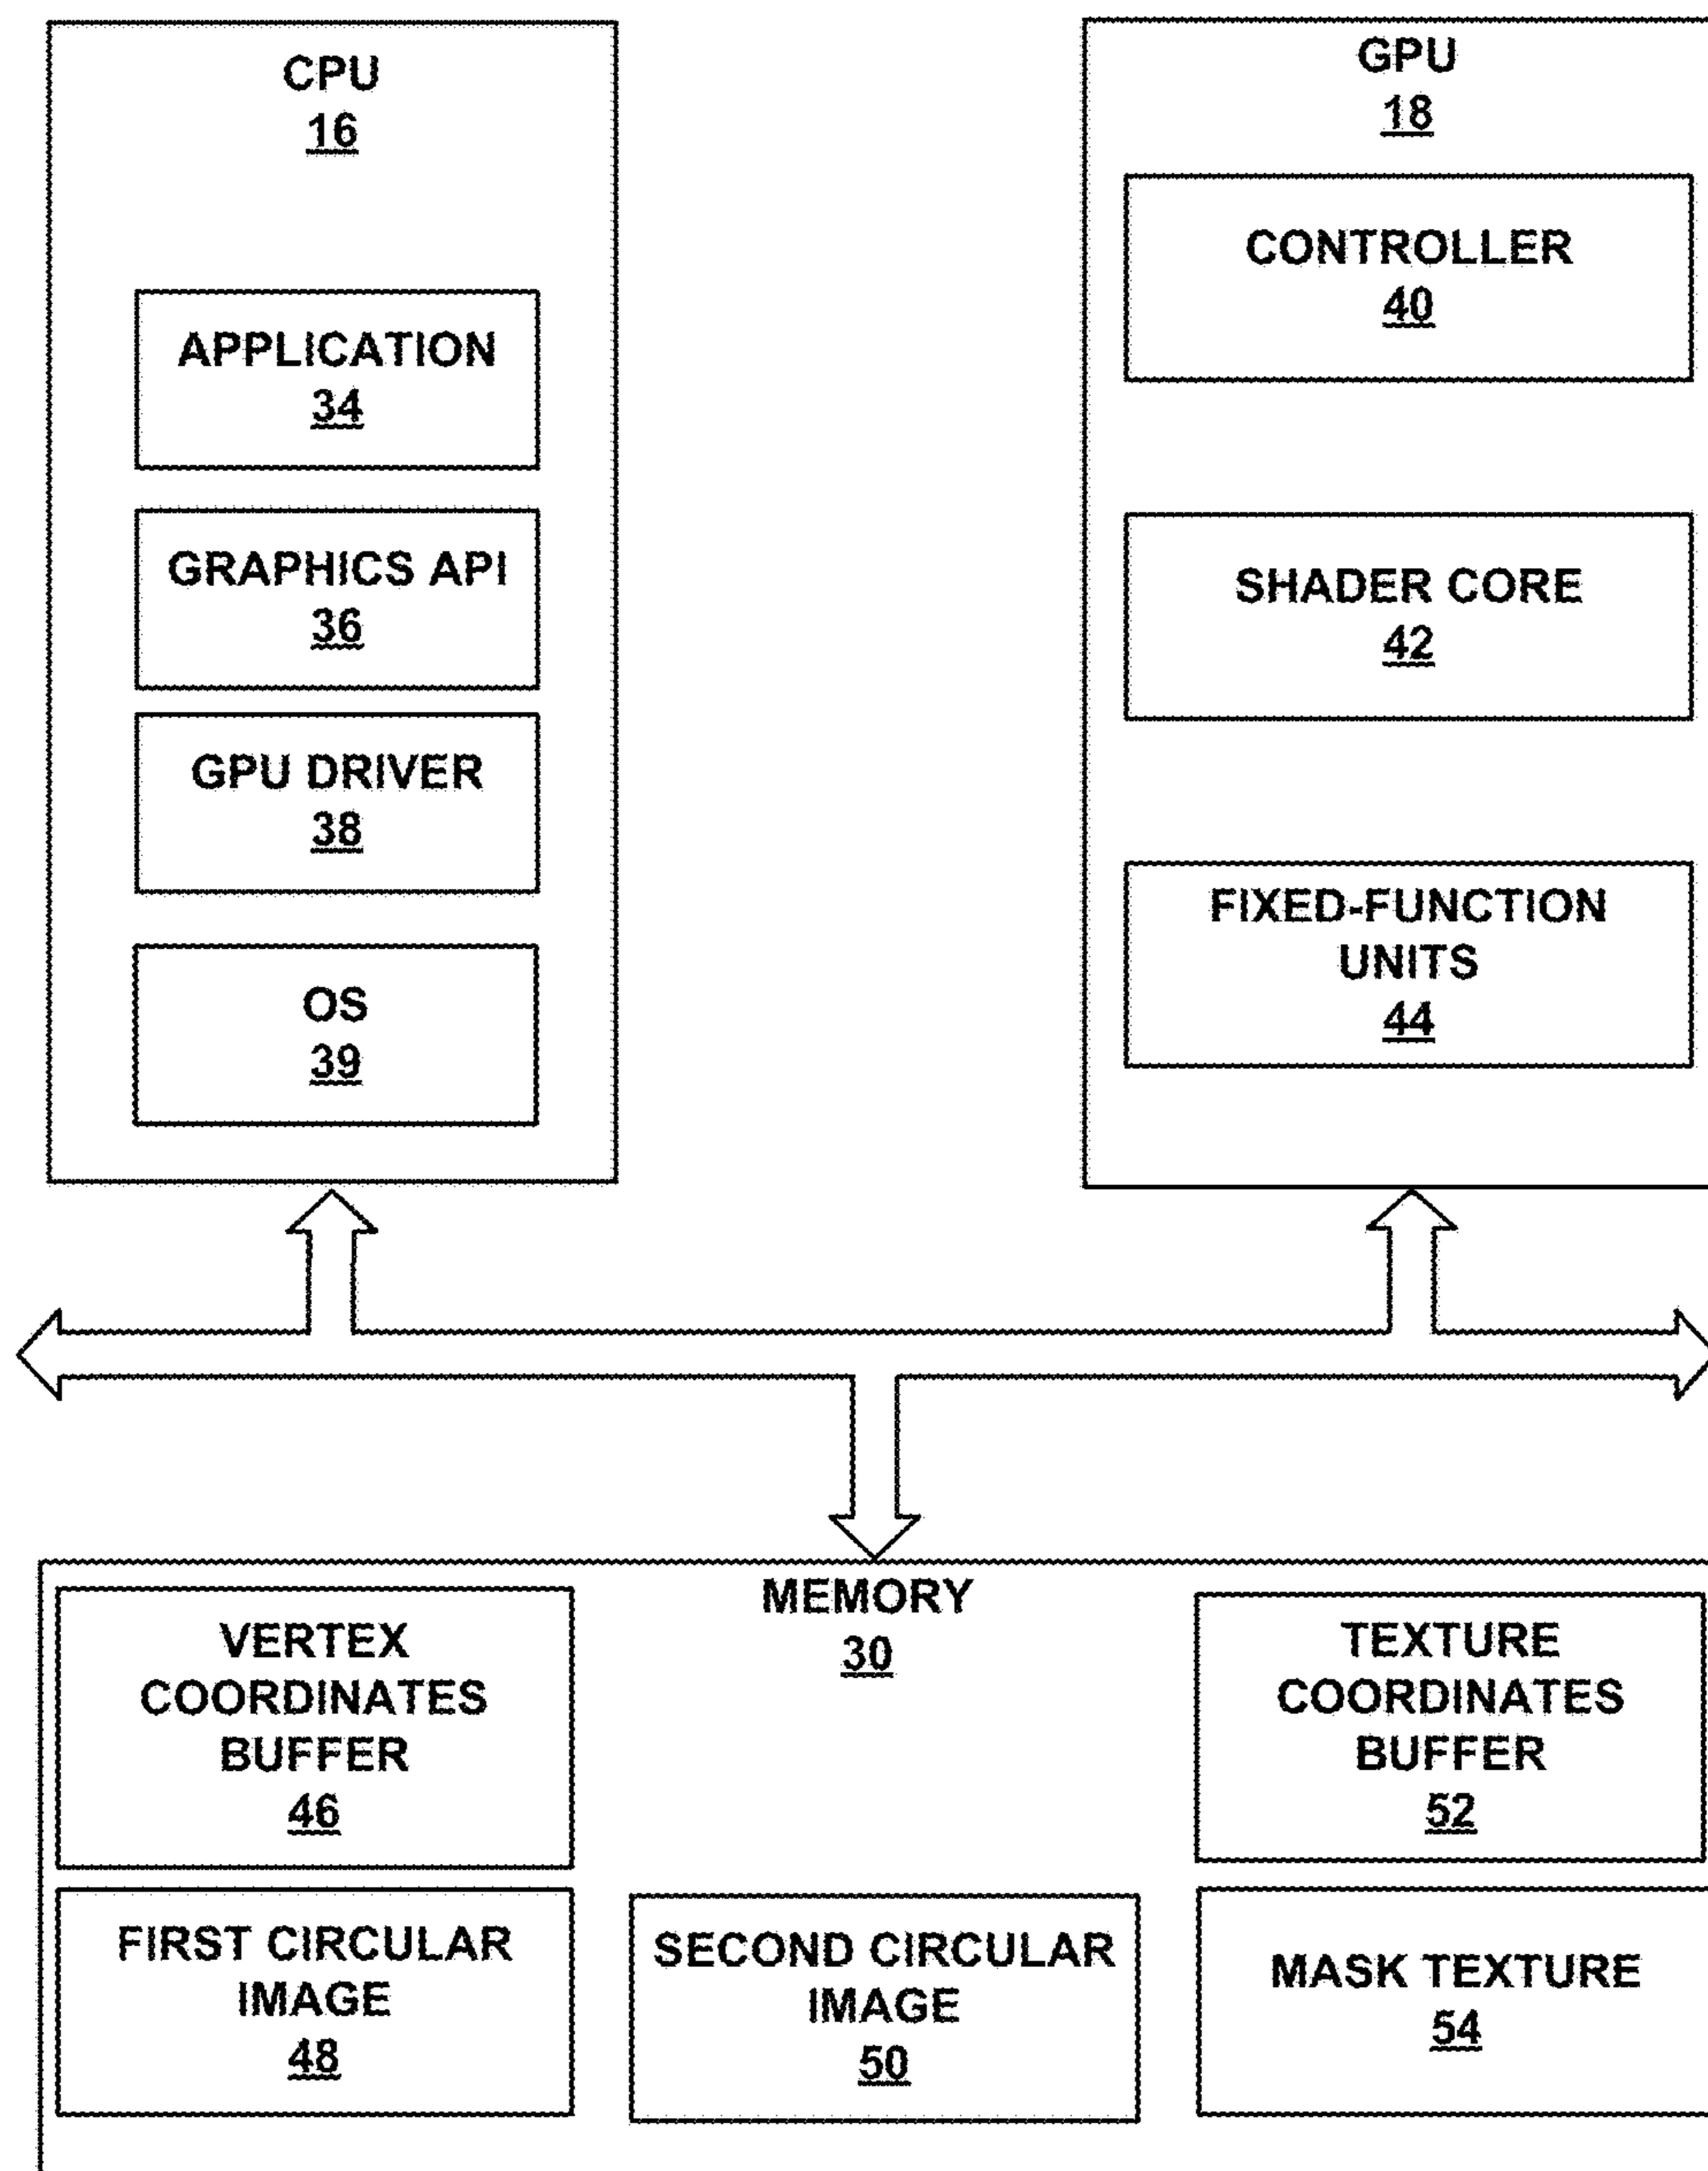 CPU
16
APPLICATION
34
GRAPHICS API
36
GPU DRIVER
38
OS
39
GPU
18
CONTROLLER
40
SHADER CORE
42
FIXED-FUNCTION
UNITS
44
MEMORY
30
VERTEX
COORDINATES
BUFFER
46
TEXTURE
COORDINATES
BUFFER
52
FIRST CIRCULAR
IMAGE
48
SECOND CIRCULAR
IMAGE
50
MASK TEXTURE
54